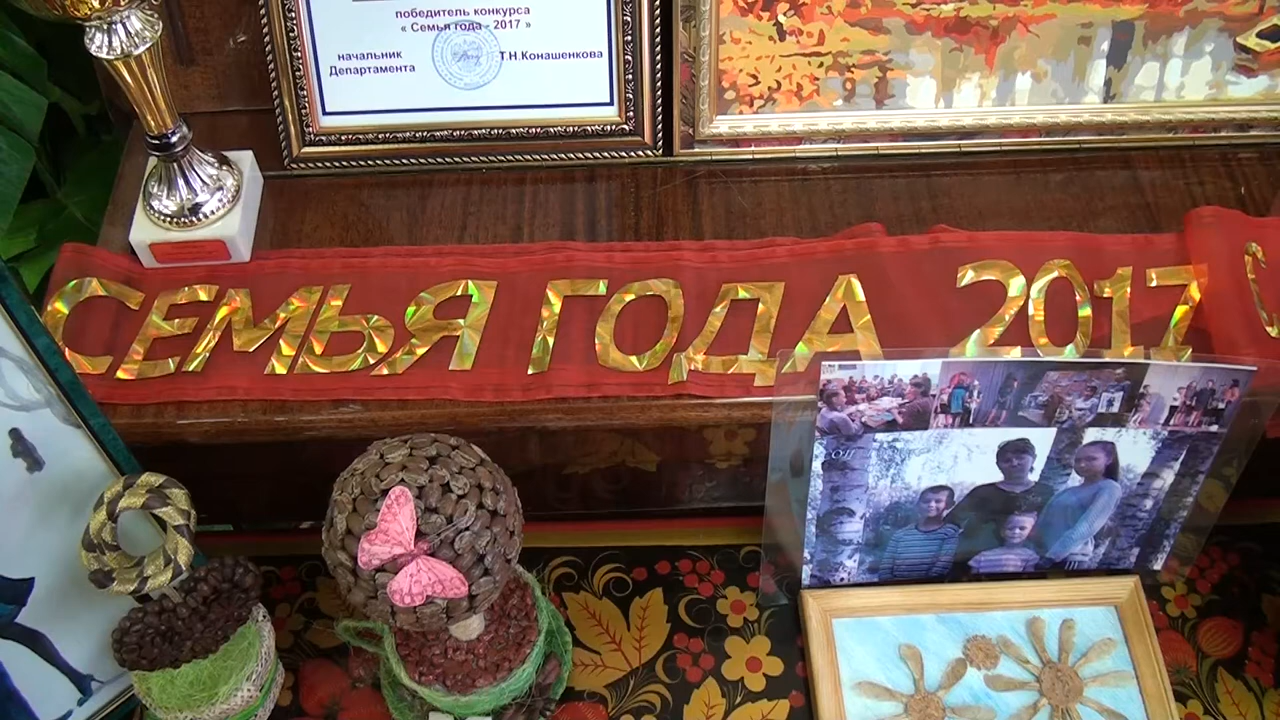 победитель конкурса
« Семья года - 2017 »
начальник
Департамента
Т.Н.Конашенкова
СЕМЬЯ ГОДА 2017